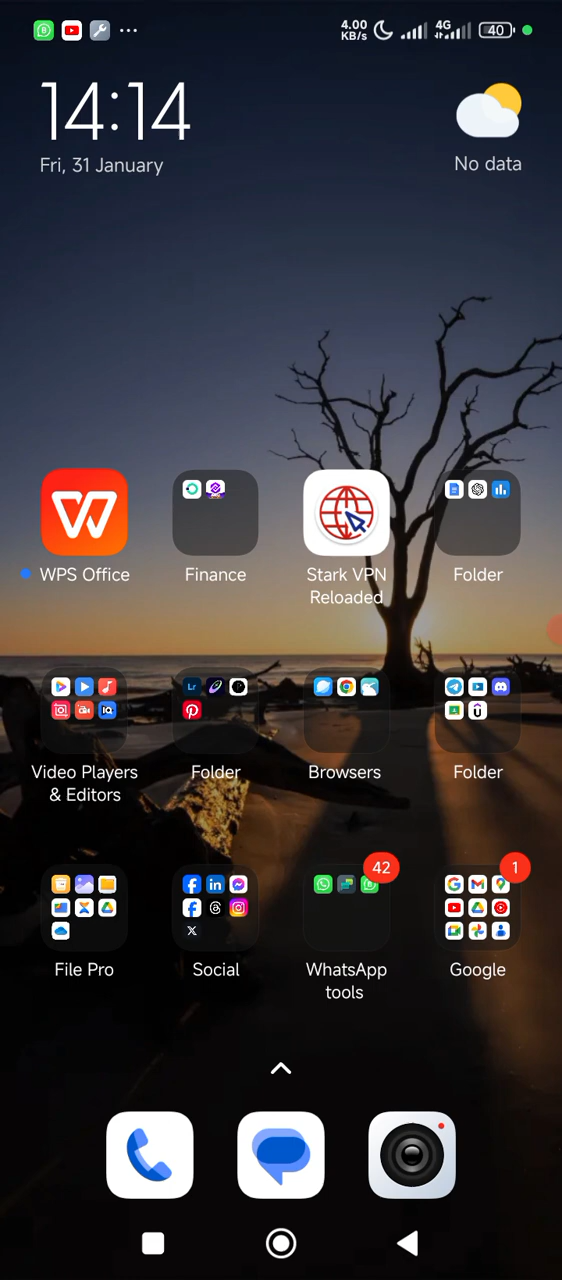 4.00
KB/s
4G
40
14:14
Fri, 31 January
No data
WPS Office
Finance
Stark VPN
Reloaded
Folder
Video Players
& Editors
Lr
Folder
Browsers
Folder
42
1
File Pro
Social
WhatsApp
tools
Google